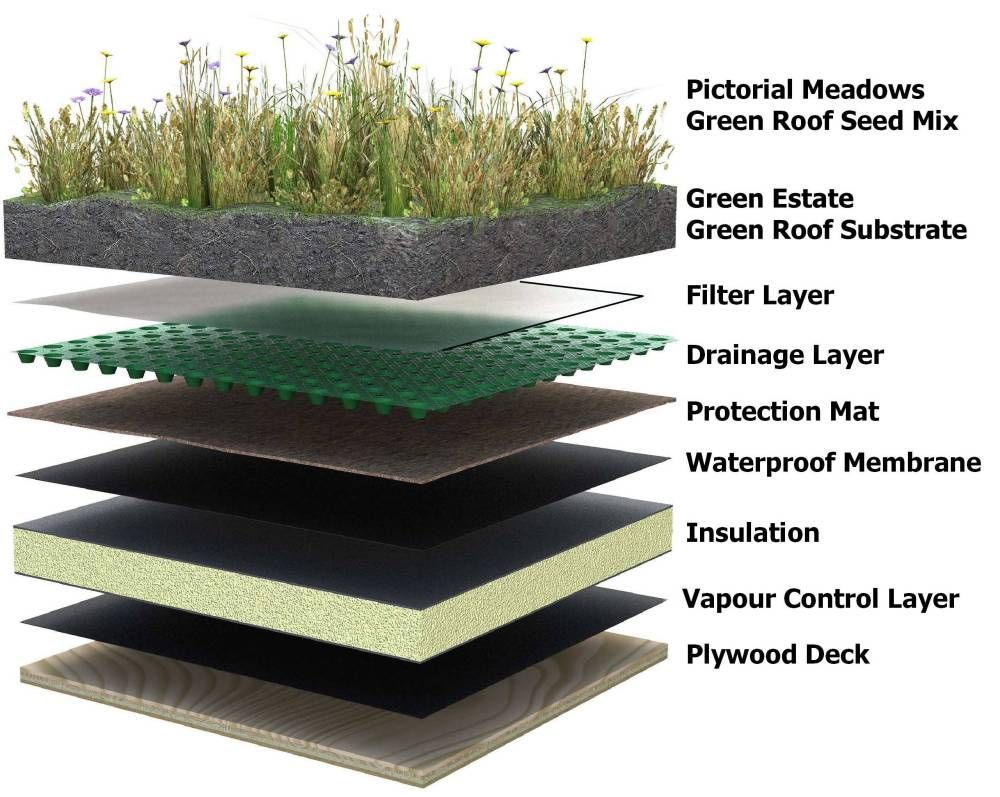 Pictorial Meadows
Green Roof Seed Mix
Green Estate
Green Roof Substrate
Filter Layer
Drainage Layer
Protection Mat
Waterproof Membrane
Insulation
Vapour Control Layer
Plywood Deck